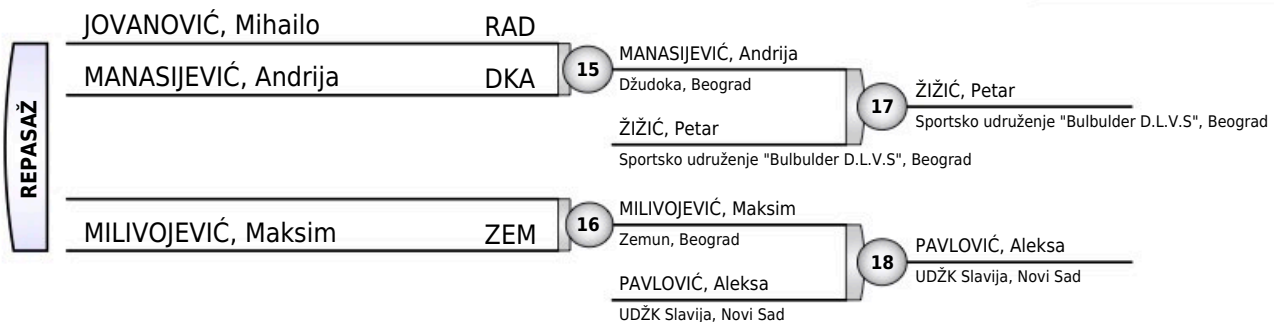 REPASAŽ
JOVANOVIĆ, Mihailo RAD
MANASIJEVIĆ, Andrija DKA
15
MANASIJEVIĆ, Andrija
Džudoka, Beograd
ŽIŽIĆ, Petar
Sportsko udruženje "Bulbulder D.L.V.S", Beograd
17
ŽIŽIĆ, Petar
Sportsko udruženje "Bulbulder D.L.V.S", Beograd
MILIVOJEVIĆ, Maksim ZEM
16
MILIVOJEVIĆ, Maksim
Zemun, Beograd
PAVLOVIĆ, Aleksa
UDŽK Slavija, Novi Sad
18
PAVLOVIĆ, Aleksa
UDŽK Slavija, Novi Sad